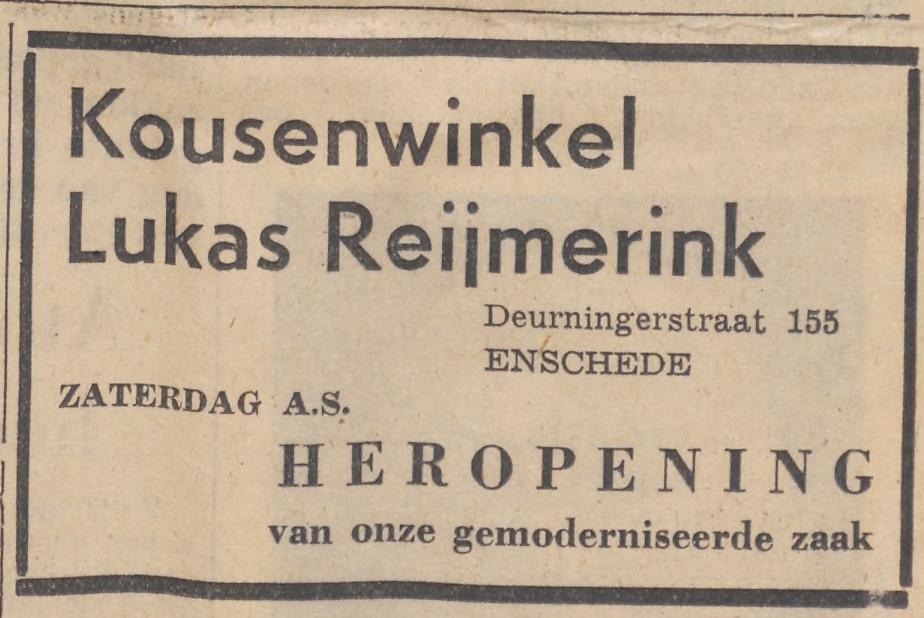 Kousenwinkel
Lukas Reijmerink
Deurningerstraat 155
ENSCHEDE
ZATERDAG A.S.
HEROPENING
van onze gemoderniseerde zaak